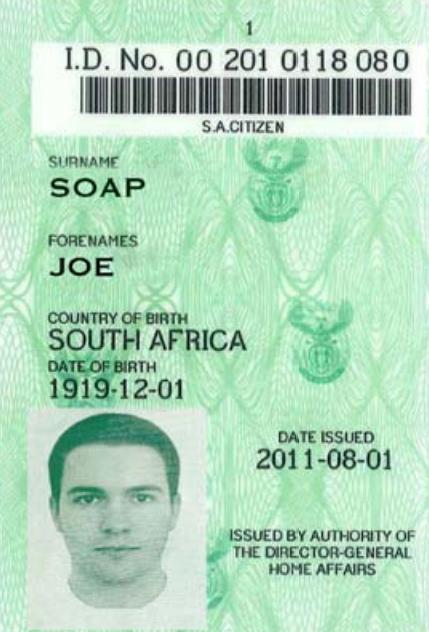 1
I.D. No. 00 201 0118 080
S.A.CITIZEN
SURNAME
SOAP
FORENAMES
JOE
COUNTRY OF BIRTH
SOUTH AFRICA
DATE OF BIRTH
1919-12-01
DATE ISSUED
2011-08-01
ISSUED BY AUTHORITY OF
THE DIRECTOR-GENERAL
HOME AFFAIRS